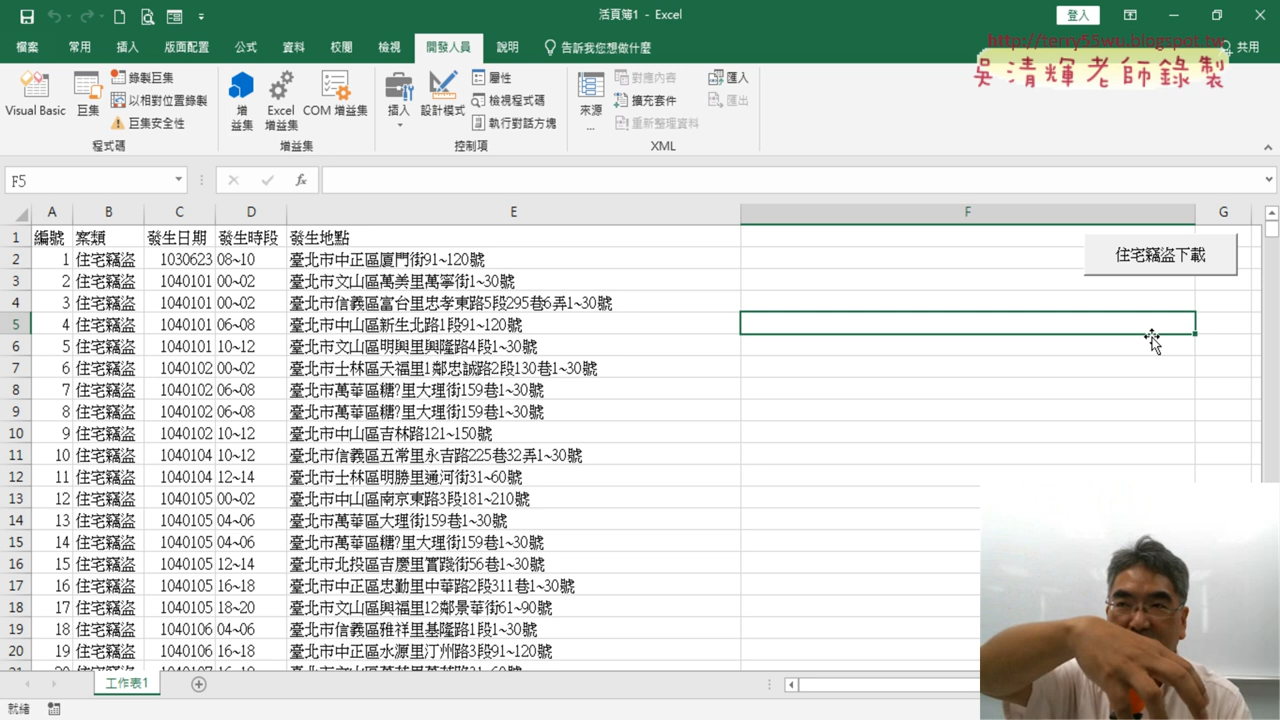 活頁簿1 - Excel
登入
檔案 常用 插入 版面配置 公式 資料 校閱 檢視 開發人員 說明 告訴我您想做什麼 共用
http://terry55wu.blogspot.tw
吳清輝老師錄製
Visual Basic 巨集 錄製巨集 以相對位置錄製 巨集安全性 程式碼
增益集 Excel 增益集 COM 增益集 增益集
插入 設計模式 屬性 檢視程式碼 執行對話方塊 控制項
來源... 對應內容 擴充套件 重新整理資料 匯入 匯出 XML
F5 fx
A B C D E F G
1 編號 案類 發生日期 發生時段 發生地點
住宅竊盜下載
2 1 住宅竊盜 1030623 08~10 臺北市中正區廈門街91~120號
3 2 住宅竊盜 1040101 00~02 臺北市文山區萬美里萬寧街1~30號
4 3 住宅竊盜 1040101 00~02 臺北市信義區富台里忠孝東路5段295巷6弄1~30號
5 4 住宅竊盜 1040101 06~08 臺北市中山區新生北路1段91~120號
6 5 住宅竊盜 1040101 10~12 臺北市文山區明興里興隆路4段1~30號
7 6 住宅竊盜 1040102 00~02 臺北市士林區天福里1鄰忠誠路2段130巷1~30號
8 7 住宅竊盜 1040102 06~08 臺北市萬華區糖?里大理街159巷1~30號
9 8 住宅竊盜 1040102 06~08 臺北市萬華區糖?里大理街159巷1~30號
10 9 住宅竊盜 1040102 10~12 臺北市中山區吉林路121~150號
11 10 住宅竊盜 1040104 10~12 臺北市信義區五常里永吉路225巷32弄1~30號
12 11 住宅竊盜 1040104 12~14 臺北市士林區明勝里通河街31~60號
13 12 住宅竊盜 1040105 00~02 臺北市中山區南京東路3段181~210號
14 13 住宅竊盜 1040105 04~06 臺北市萬華區大理街159巷1~30號
15 14 住宅竊盜 1040105 04~06 臺北市萬華區糖?里大理街159巷1~30號
16 15 住宅竊盜 1040105 12~14 臺北市北投區吉慶里實踐街56巷1~30號
17 16 住宅竊盜 1040105 16~18 臺北市中正區忠勤里中華路2段311巷1~30號
18 17 住宅竊盜 1040105 18~20 臺北市文山區興福里12鄰景華街61~90號
19 18 住宅竊盜 1040106 04~06 臺北市信義區雅祥里基隆路1段1~30號
20 19 住宅竊盜 1040106 16~18 臺北市中正區水源里汀州路3段91~120號
工作表1
就緒